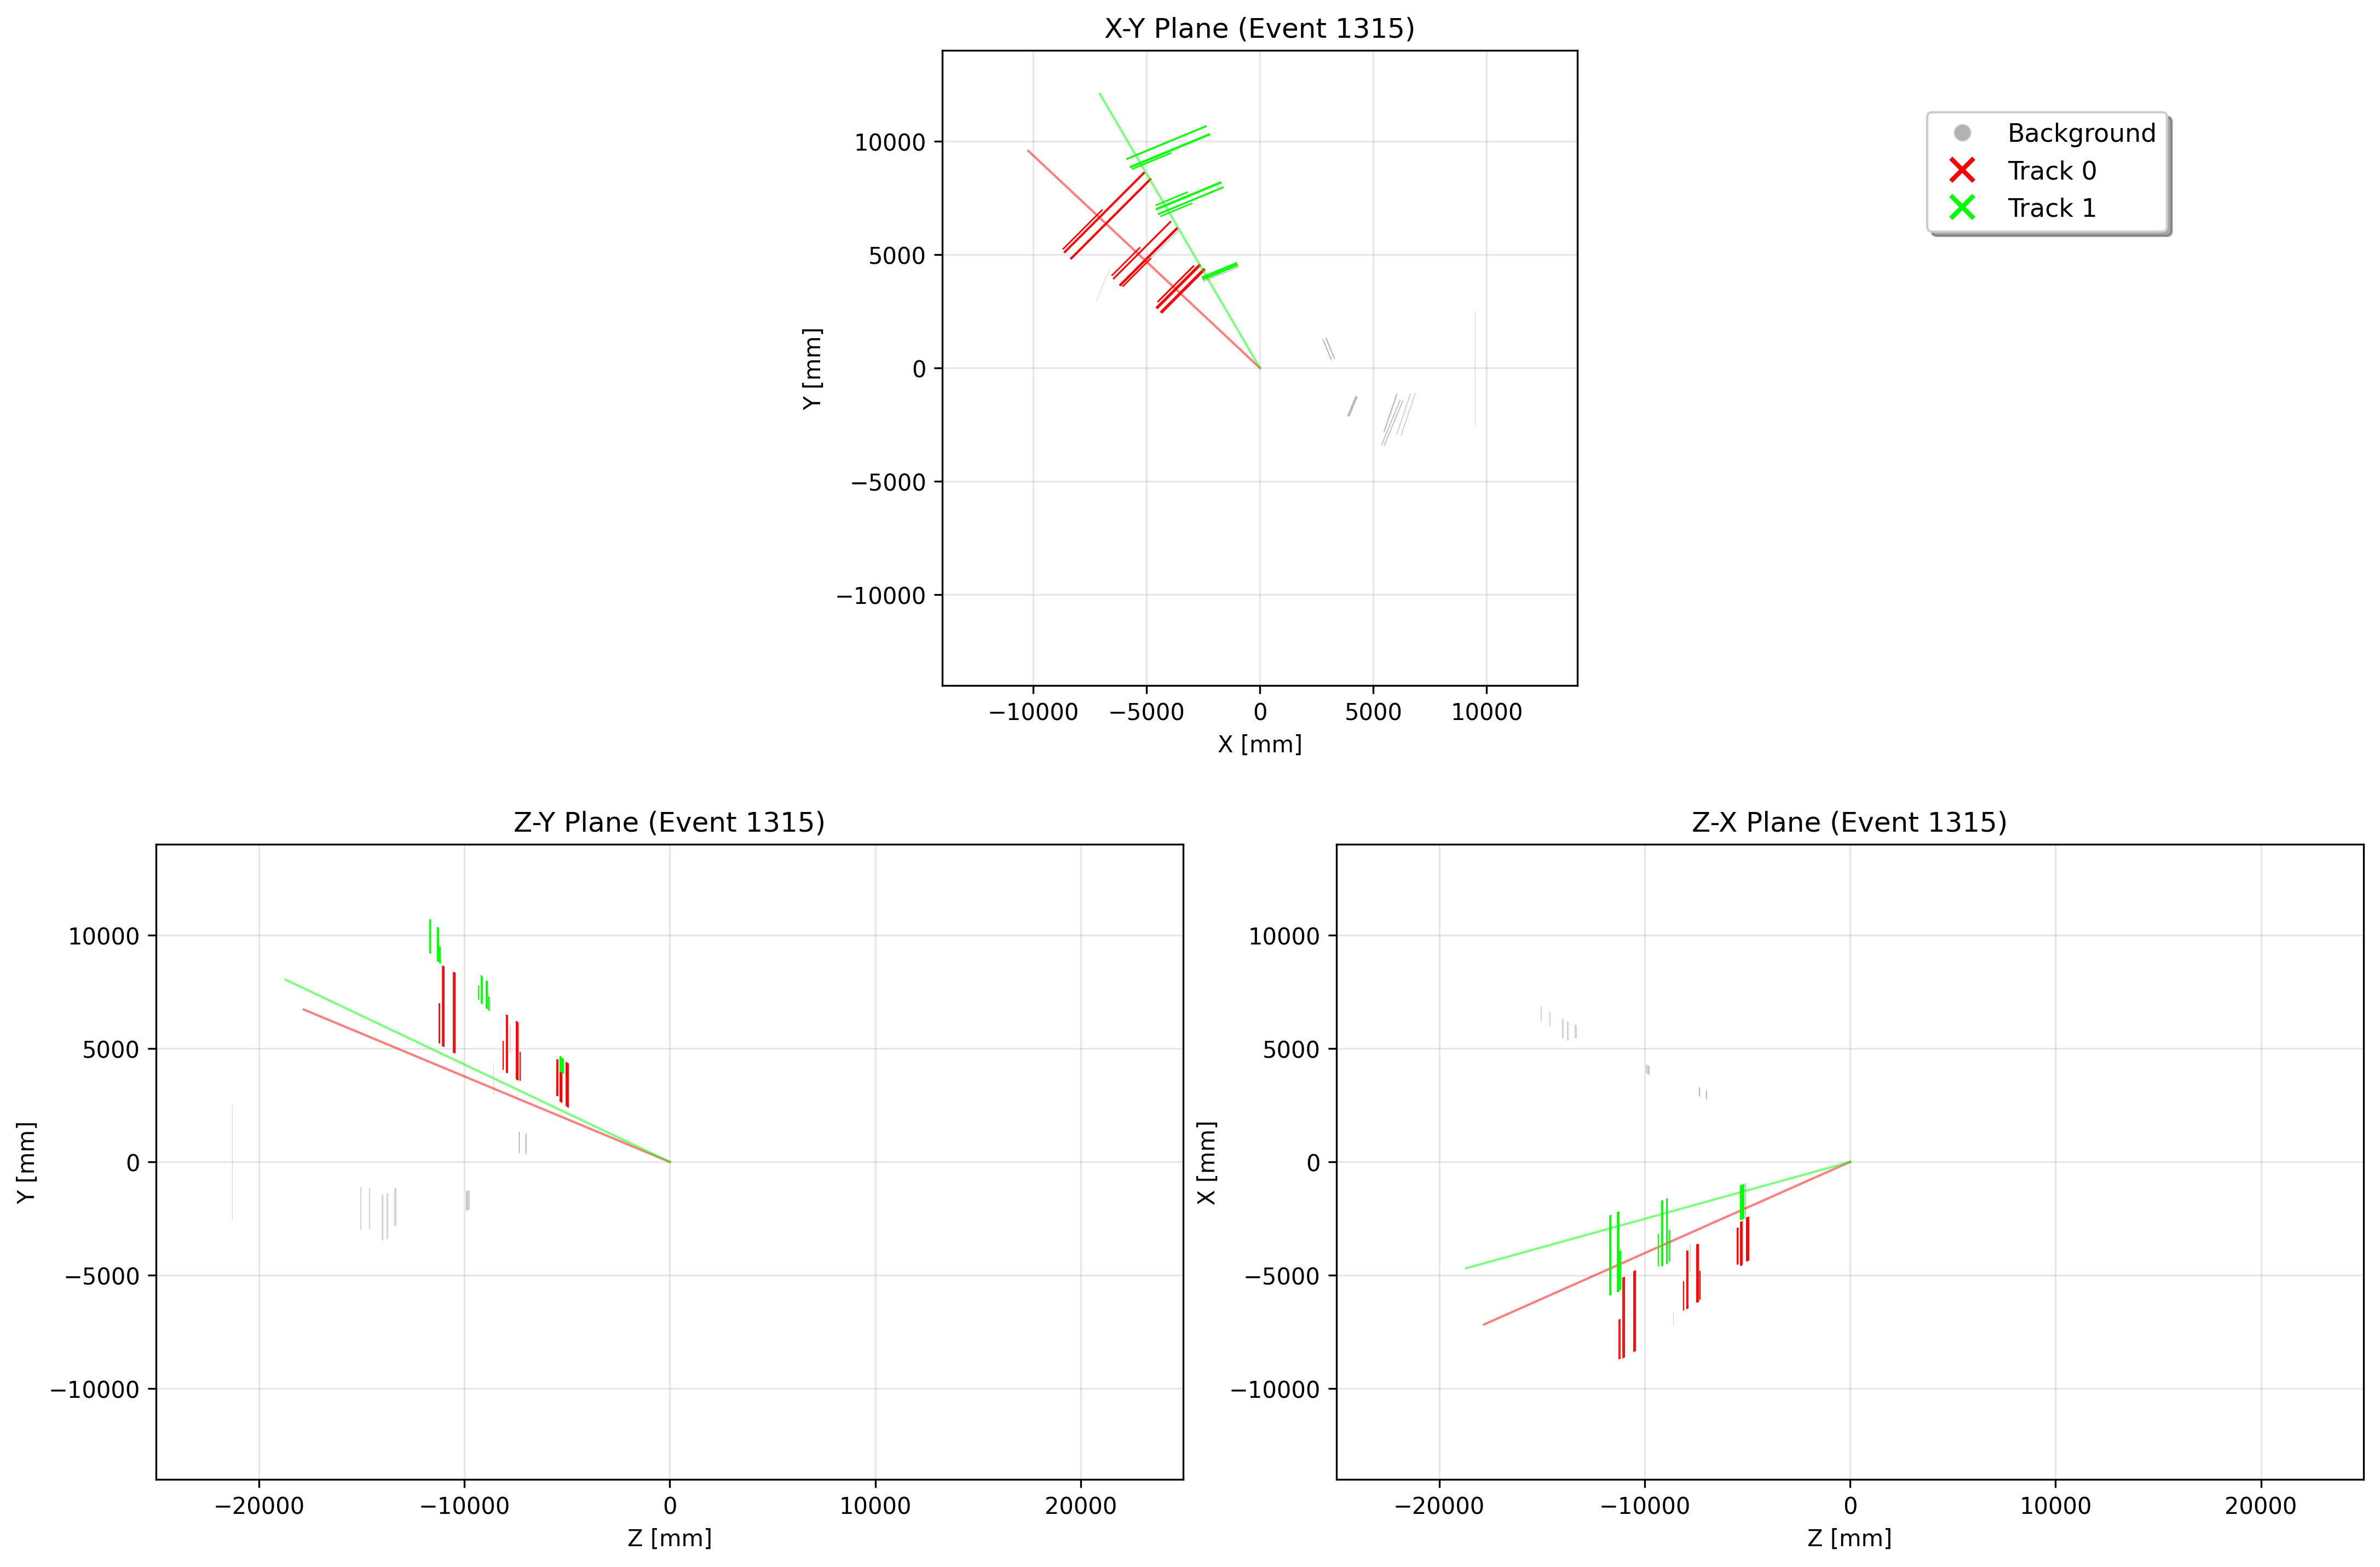 X-Y Plane (Event 1315)
Y [mm]
10000
5000
0
−5000
−10000
−10000 −5000 0 5000 10000
X [mm]
Background
Track 0
Track 1
Z-Y Plane (Event 1315)
Y [mm]
10000
5000
0
−5000
−10000
−20000 −10000 0 10000 20000
Z [mm]
Z-X Plane (Event 1315)
X [mm]
10000
5000
0
−5000
−10000
−20000 −10000 0 10000 20000
Z [mm]